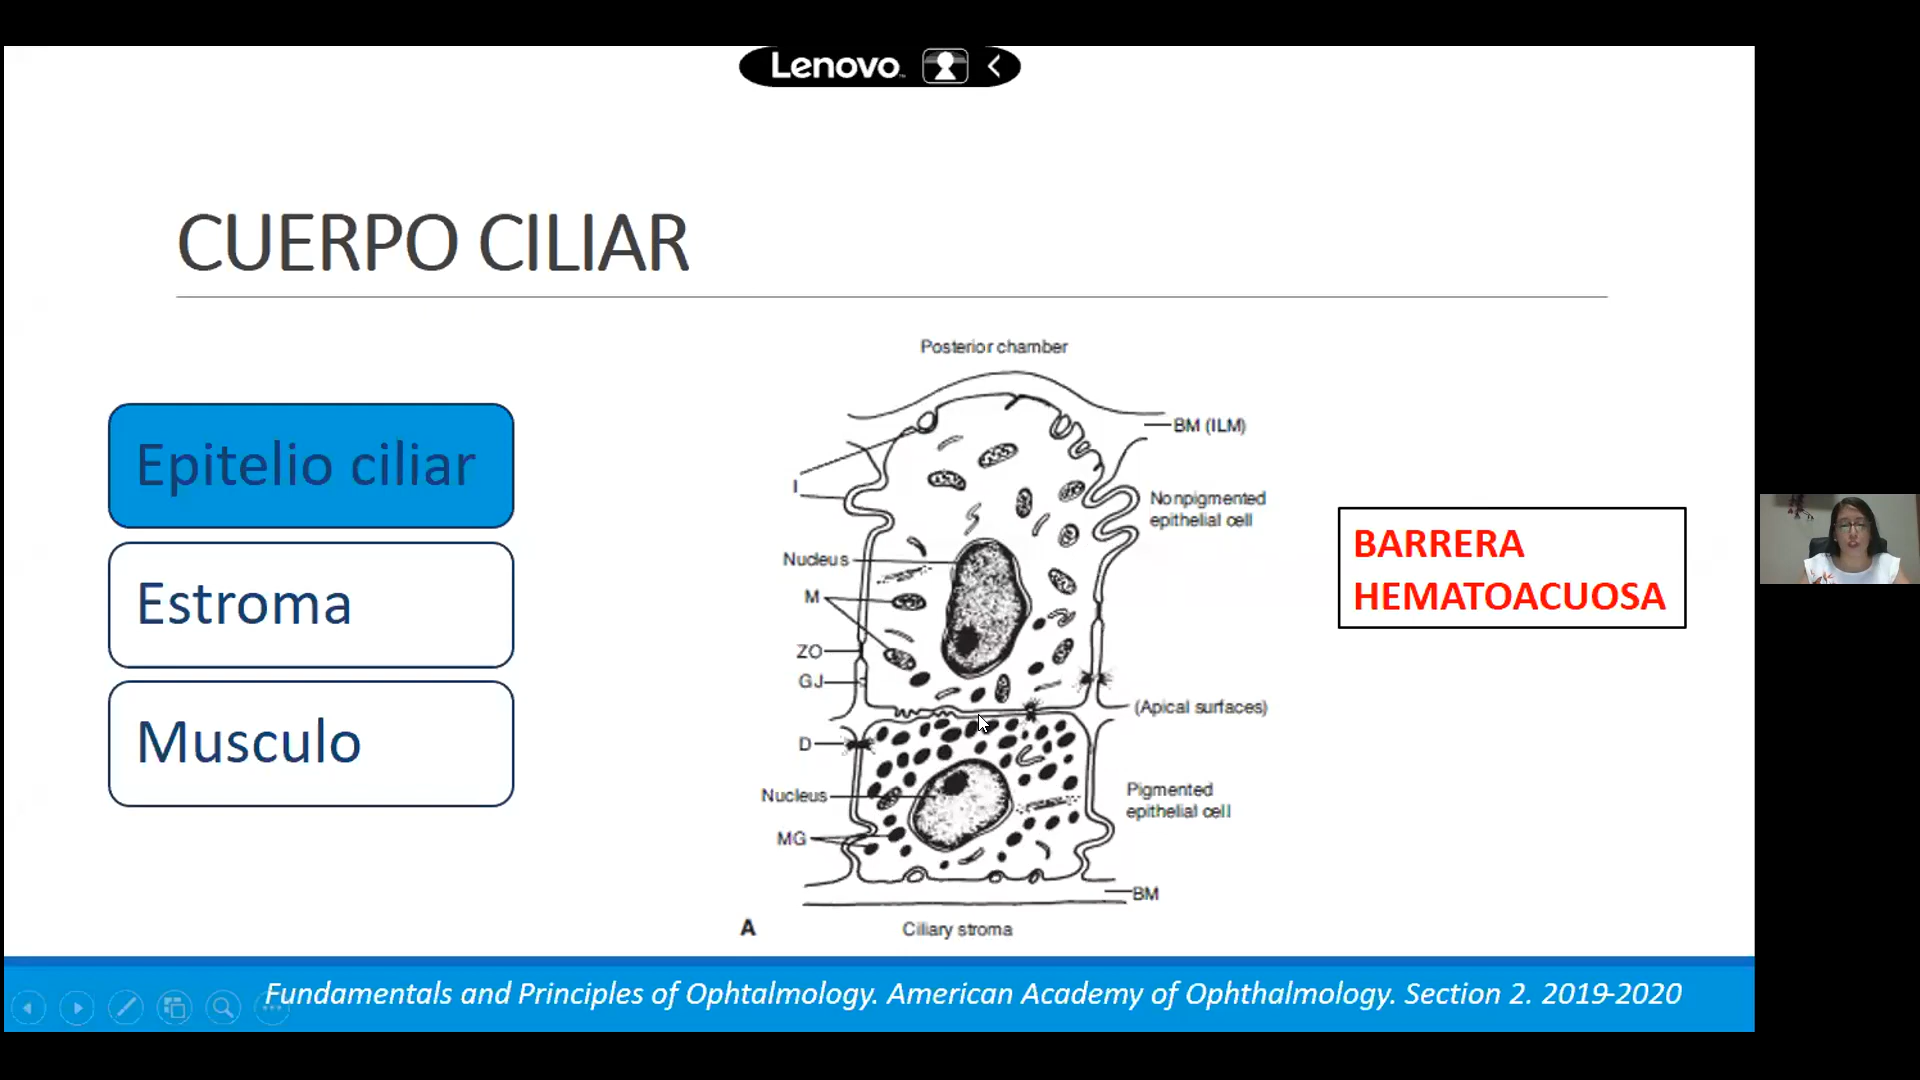 Lenovo
CUERPO CILIAR
Epitelio ciliar
Estroma
Musculo
Posterior chamber
BM (ILM)
I
Nonpigmented
epithelial cell
Nucleus
M
ZO
GJ
(Apical surfaces)
D
Nucleus
Pigmented
epithelial cell
MG
BM
A
Ciliary stroma
BARRERA
HEMATOACUOSA
Fundamentals and Principles of Ophtalmology. American Academy of Ophthalmology. Section 2. 2019-2020